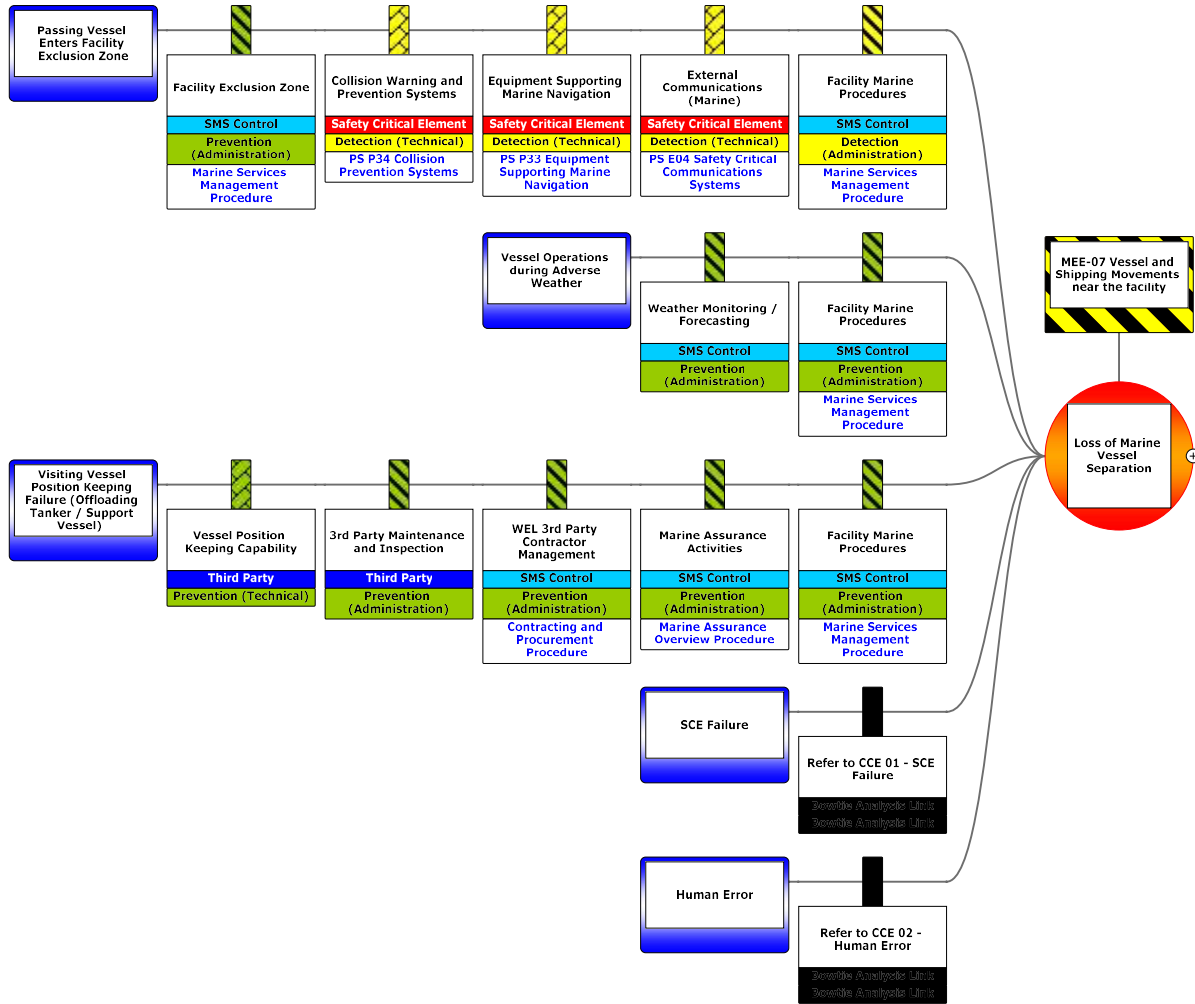 Passing Vessel
Enters Facility
Exclusion Zone
Facility Exclusion Zone
SMS Control
Prevention
(Administration)
Marine Services
Management
Procedure
Collision Warning and
Prevention Systems
Safety Critical Element
Detection (Technical)
PS P34 Collision
Prevention Systems
Equipment Supporting
Marine Navigation
Safety Critical Element
Detection (Technical)
PS P33 Equipment
Supporting Marine
Navigation
External
Communications
(Marine)
Safety Critical Element
Detection (Technical)
PS E04 Safety Critical
Communications
Systems
Facility Marine
Procedures
SMS Control
Detection
(Administration)
Marine Services
Management
Procedure
Vessel Operations
during Adverse
Weather
Weather Monitoring /
Forecasting
SMS Control
Prevention
(Administration)
Facility Marine
Procedures
SMS Control
Prevention
(Administration)
Marine Services
Management
Procedure
MEE-07 Vessel and
Shipping Movements
near the facility
Loss of Marine
Vessel
Separation
Visiting Vessel
Position Keeping
Failure (Offloading
Tanker / Support
Vessel)
Vessel Position
Keeping Capability
Third Party
Prevention (Technical)
3rd Party Maintenance
and Inspection
Third Party
Prevention
(Administration)
WEL 3rd Party
Contractor
Management
SMS Control
Prevention
(Administration)
Contracting and
Procurement
Procedure
Marine Assurance
Activities
SMS Control
Prevention
(Administration)
Marine Assurance
Overview Procedure
Facility Marine
Procedures
SMS Control
Prevention
(Administration)
Marine Services
Management
Procedure
SCE Failure
Refer to CCE 01 - SCE
Failure
Bowtie Analysis Link
Bowtie Analysis Link
Human Error
Refer to CCE 02 -
Human Error
Bowtie Analysis Link
Bowtie Analysis Link